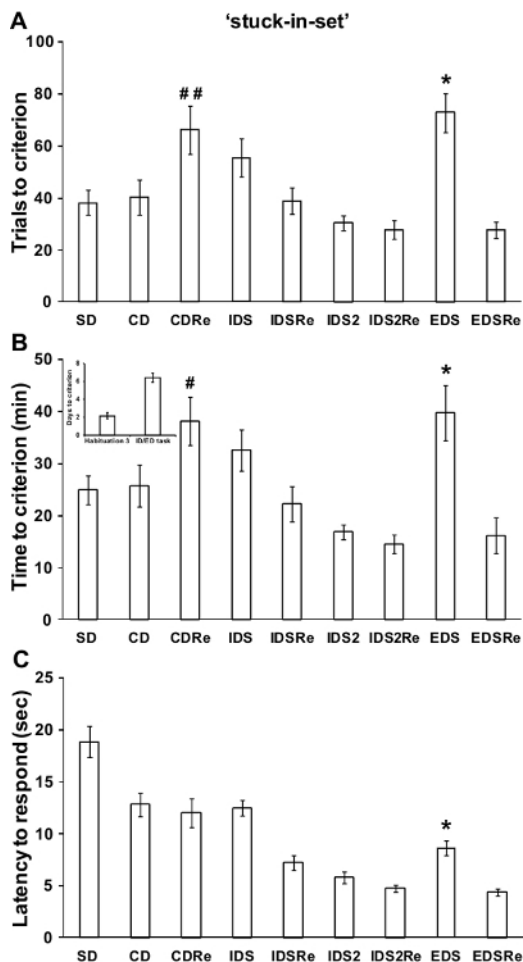 A
'stuck-in-set'
Trials to criterion
100
80
60
40
20
0
##
*
SD CD CDRe IDS IDSRe IDS2 IDS2Re EDS EDSRe
B
Time to criterion (min)
50
40
30
20
10
0
Days to criterion
8
6
4
2
0
Habituation 3 ID/ED task
#
*
SD CD CDRe IDS IDSRe IDS2 IDS2Re EDS EDSRe
C
Latency to respond (sec)
25
20
15
10
5
0
*
SD CD CDRe IDS IDSRe IDS2 IDS2Re EDS EDSRe